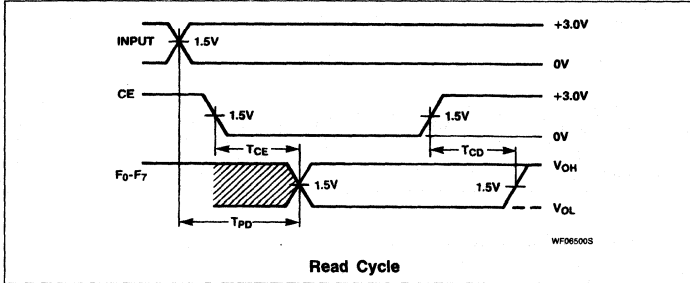 +3.0V
INPUT
1.5V
0V
CE
+3.0V
1.5V
1.5V
0V
TCE
TCD
F0-F7
VOH
1.5V
1.5V
VOL
TPD
WF06500S
Read Cycle